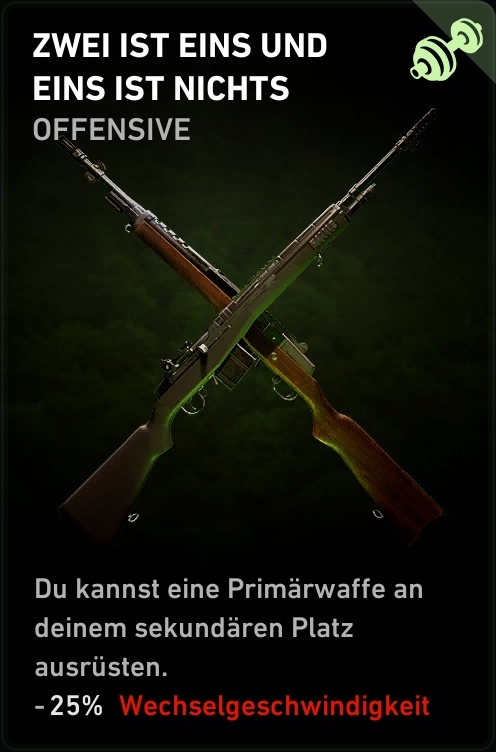 ZWEI IST EINS UND
EINS IST NICHTS
OFFENSIVE
Du kannst eine Primärwaffe an
deinem sekundären Platz
ausrüsten.
- 25% Wechselgeschwindigkeit